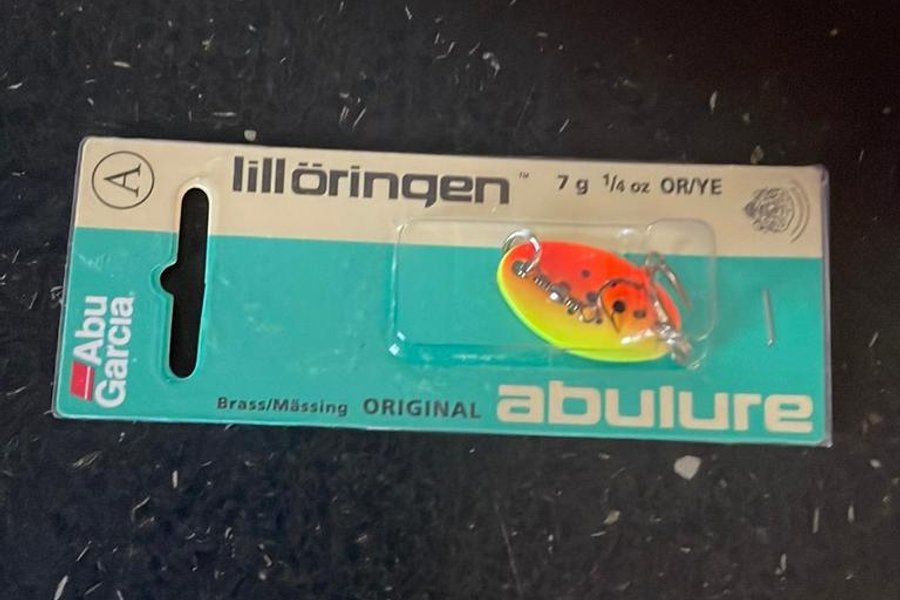 A
lillöringen™ 7 g 1/4 oz OR/YE
Abu
Garcia
Brass/Mässing ORIGINAL abulure